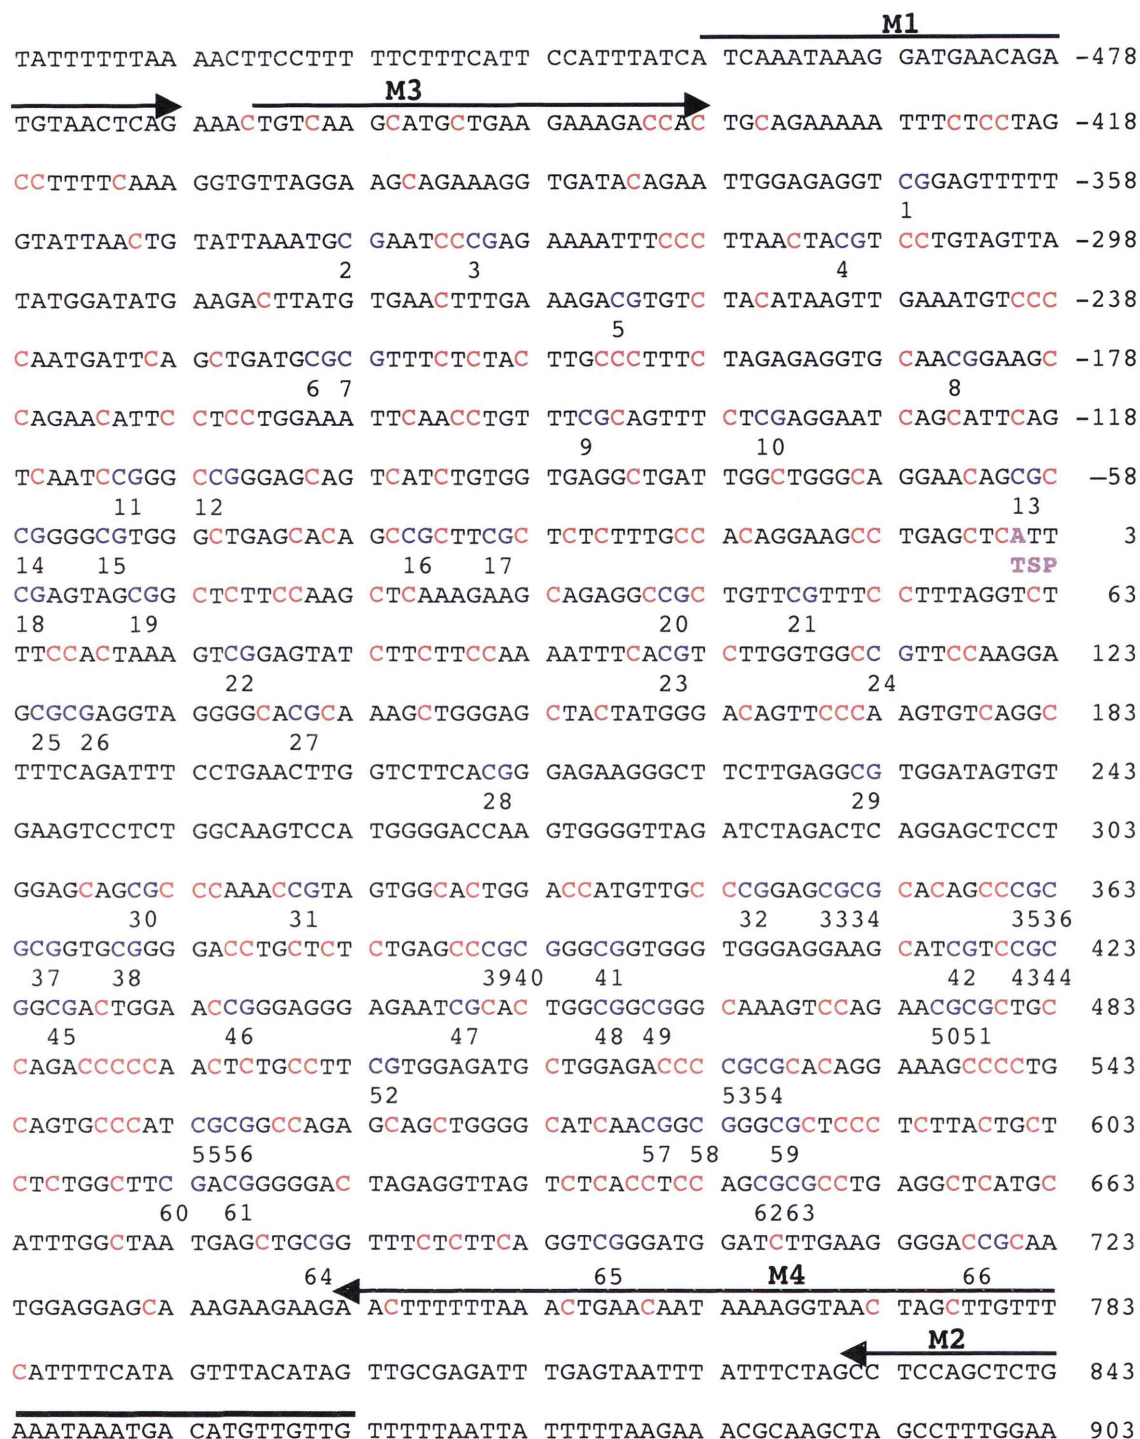 M1
TATTTTTTAA AACTTCCTTT TTCTTTCATT CCATTTATCA TCAAATAAAG GATGAACAGA -478
M3
TGTAACTCAG AAACTGTCAA GCATGCTGAA GAAAGACCAC TGCAGAAAAA TTTCTCCTAG -418
CCTTTTCAAA GGTGTTAGGA AGCAGAAAGG TGATACAGAA TTGGAGAGGT CGGAGTTTTT -358
1
GTATTAACTG TATTAAATGC GAATCCCGAG AAAATTTCCC TTAACTACGT CCTGTAGTTA -298
2 3 4
TATGGATATG AAGACTTATG TGAACTTTGA AAGACGTGTC TACATAAGTT GAAATGTCCC -238
5
CAATGATTCA GCTGATGCGC GTTTCTCTAC TTGCCCTTTC TAGAGAGGTG CAACGGAAGC -178
6 7 8
CAGAACATTC CTCCTGGAAA TTCAACCTGT TTCGCAGTTT CTCGAGGAAT CAGCATTCAG -118
9 10
TCAATCCGGG CCGGGAGCAG TCATCTGTGG TGAGGCTGAT TGGCTGGGCA GGAACAGCGC –58
11 12 13
CGGGGCGTGG GCTGAGCACA GCCGCTTCGC TCTCTTTGCC ACAGGAAGCC TGAGCTCATT 3
14 15 16 17 TSP
CGAGTAGCGG CTCTTCCAAG CTCAAAGAAG CAGAGGCCGC TGTTCGTTTC CTTTAGGTCT 63
18 19 20 21
TTCCACTAAA GTCGGAGTAT CTTCTTCCAA AATTTCACGT CTTGGTGGCC GTTCCAAGGA 123
22 23 24
GCGCGAGGTA GGGGCACGCA AAGCTGGGAG CTACTATGGG ACAGTTCCCA AGTGTCAGGC 183
25 26 27
TTTCAGATTT CCTGAACTTG GTCTTCACGG GAGAAGGGCT TCTTGAGGCG TGGATAGTGT 243
28 29
GAAGTCCTCT GGCAAGTCCA TGGGGACCAA GTGGGGTTAG ATCTAGACTC AGGAGCTCCT 303
GGAGCAGCGC CCAAACCGTA GTGGCACTGG ACCATGTTGC CCGGAGCGCG CACAGCCCGC 363
30 31 32 3334 3536
GCGGTGCGGG GACCTGCTCT CTGAGCCCGC GGGCGGTGGG TGGGAGGAAG CATCGTCCGC 423
37 38 3940 41 42 4344
GGCGACTGGA ACCGGGAGGG AGAATCGCAC TGGCGGCGGG CAAAGTCCAG AACGCGCTGC 483
45 46 47 48 49 5051
CAGACCCCCA ACTCTGCCTT CGTGGAGATG CTGGAGACCC CGCGCACAGG AAAGCCCCTG 543
52 5354
CAGTGCCCAT CGCGGCCAGA GCAGCTGGGG CATCAACGGC GGGCGCTCCC TCTTACTGCT 603
5556 57 58 59
CTCTGGCTTC GACGGGGGAC TAGAGGTTAG TCTCACCTCC AGCGCGCCTG AGGCTCATGC 663
60 61 6263
ATTTGGCTAA TGAGCTGCGG TTTCTCTTCA GGTCGGGATG GATCTTGAAG GGGACCGCAA 723
64 65 M4 66
TGGAGGAGCA AAGAAGAAGA ACTTTTTTAA ACTGAACAAT AAAAGGTAAC TAGCTTGTTT 783
M2
CATTTTCATA GTTTACATAG TTGCGAGATT TGAGTAATTT ATTTCTAGCC TCCAGCTCTG 843
AAATAAATGA CATGTTGTTG TTTTTAATTA TTTTTAAGAA ACGCAAGCTA GCCTTTGGAA 903